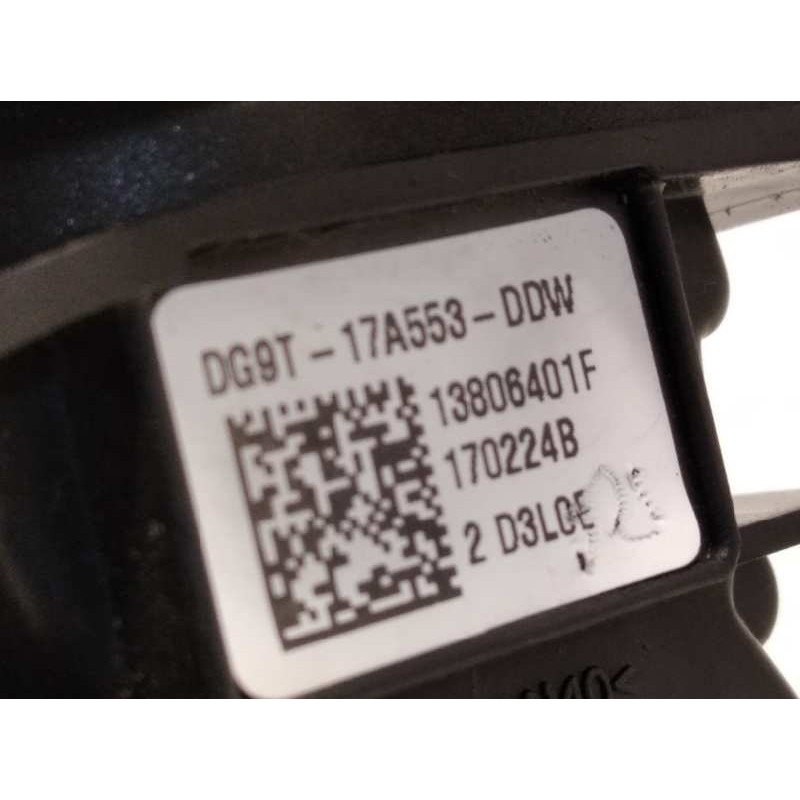 DG9T-17A553-DDW
13806401F
170224B
2 D3L0E